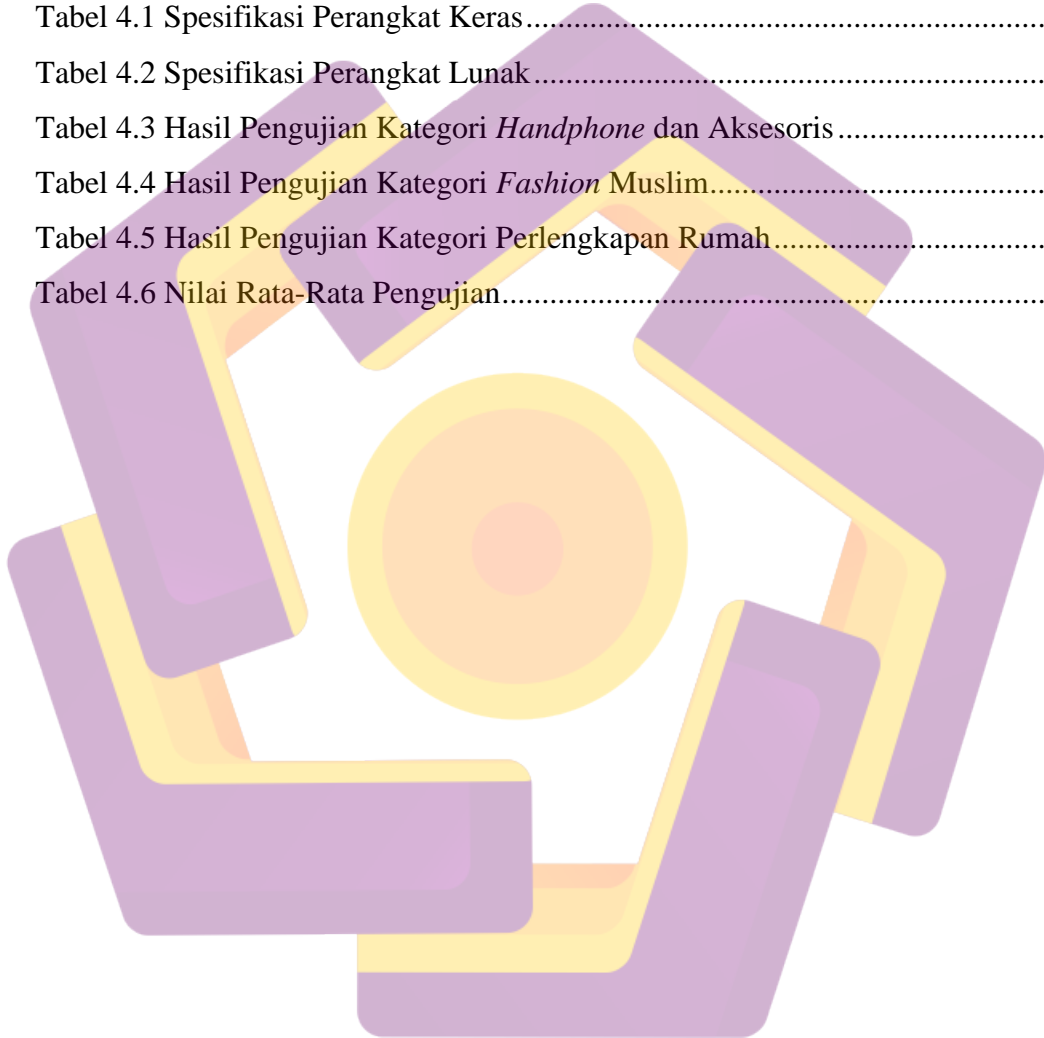 Tabel 4.1 Spesifikasi Perangkat Keras........................................................................
Tabel 4.2 Spesifikasi Perangkat Lunak.......................................................................
Tabel 4.3 Hasil Pengujian Kategori Handphone dan Aksesoris.............................
Tabel 4.4 Hasil Pengujian Kategori Fashion Muslim..............................................
Tabel 4.5 Hasil Pengujian Kategori Perlengkapan Rumah.....................................
Tabel 4.6 Nilai Rata-Rata Pengujian...........................................................................